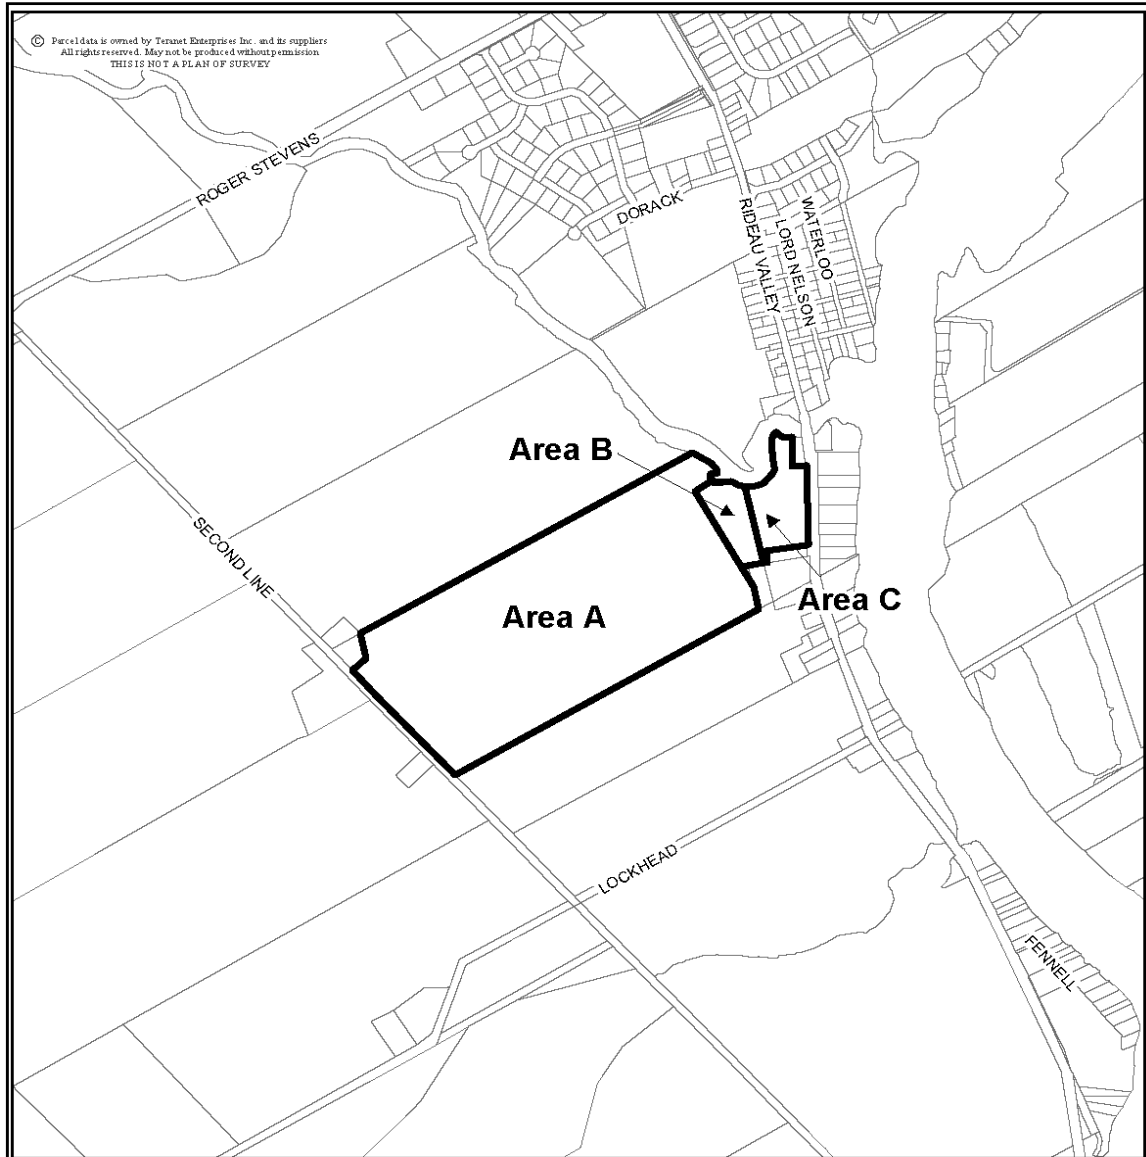 © Parcel data is owned by Teranet Enterprises Inc. and its suppliers
All rights reserved. May not be produced without permission
THIS IS NOT A PLAN OF SURVEY
ROGER STEVENS
DORACK
RIDEAU VALLEY
WATERLOO
LORD NELSON
Area B
SECOND LINE
Area A
Area C
LOCKHEAD
FENNELL